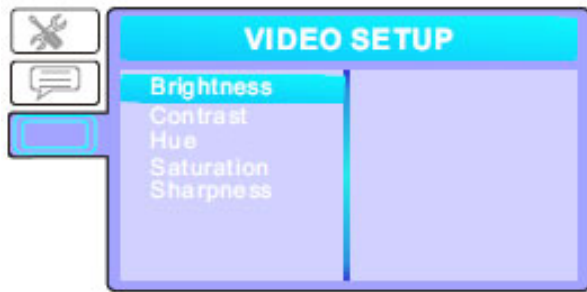 VIDEO SETUP
Brightness
Contrast
Hue
Saturation
Sharpness